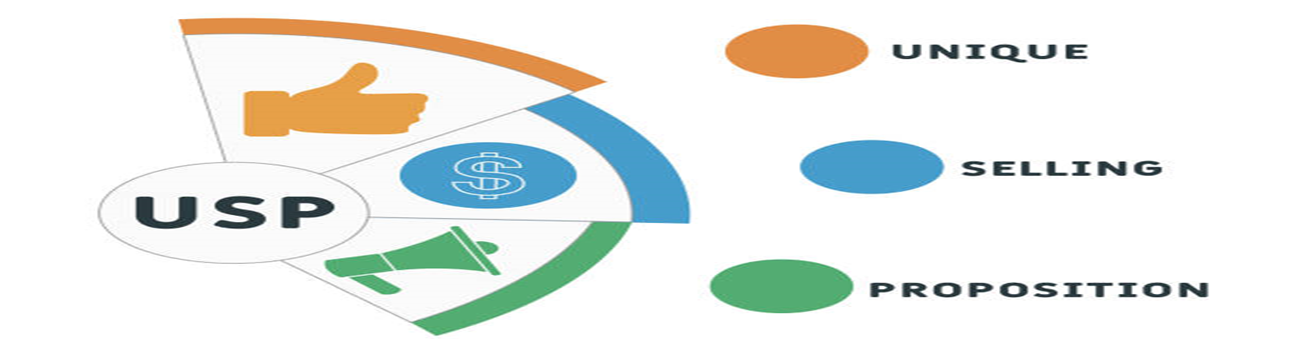 USP
UNIQUE
SELLING
PROPOSITION
$